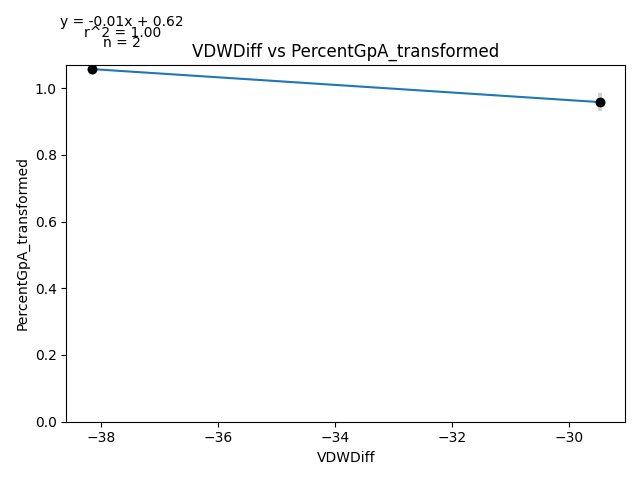 y = -0.01x + 0.62
r^2 = 1.00
n = 2
VDWDiff vs PercentGpA_transformed
1.0
0.8
0.6
0.4
0.2
0.0
PercentGpA_transformed
−38 −36 −34 −32 −30
VDWDiff